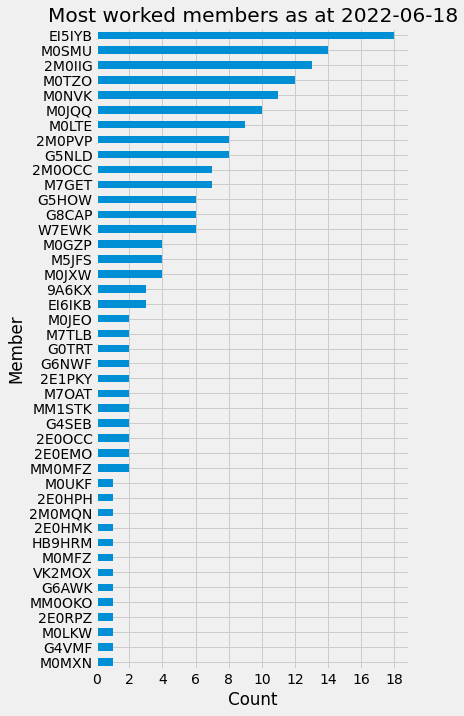 Most worked members as at 2022-06-18
EI5IYB
M0SMU
2M0IIG
M0TZO
M0NVK
M0JQQ
M0LTE
2M0PVP
G5NLD
2M0OCC
M7GET
G5HOW
G8CAP
W7EWK
M0GZP
M5JFS
M0JXW
9A6KX
EI6IKB
M0JEO
M7TLB
G0TRT
G6NWF
2E1PKY
M7OAT
MM1STK
G4SEB
2E0OCC
2E0EMO
MM0MFZ
M0UKF
2E0HPH
2M0MQN
2E0HMK
HB9HRM
M0MFZ
VK2MOX
G6AWK
MM0OKO
2E0RPZ
M0LKW
G4VMF
M0MXN
Member
0 2 4 6 8 10 12 14 16 18
Count